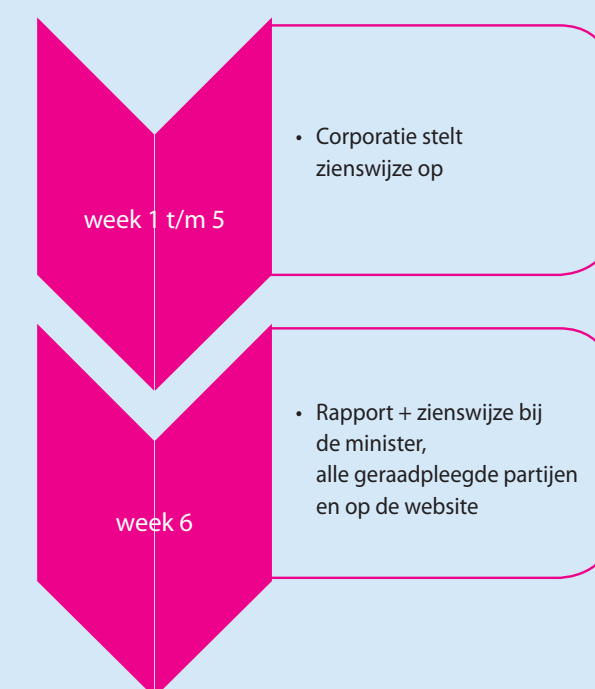 week 1 t/m 5
• Corporatie stelt
zienswijze op
week 6
• Rapport + zienswijze bij
de minister,
alle geraadpleegde partijen
en op de website